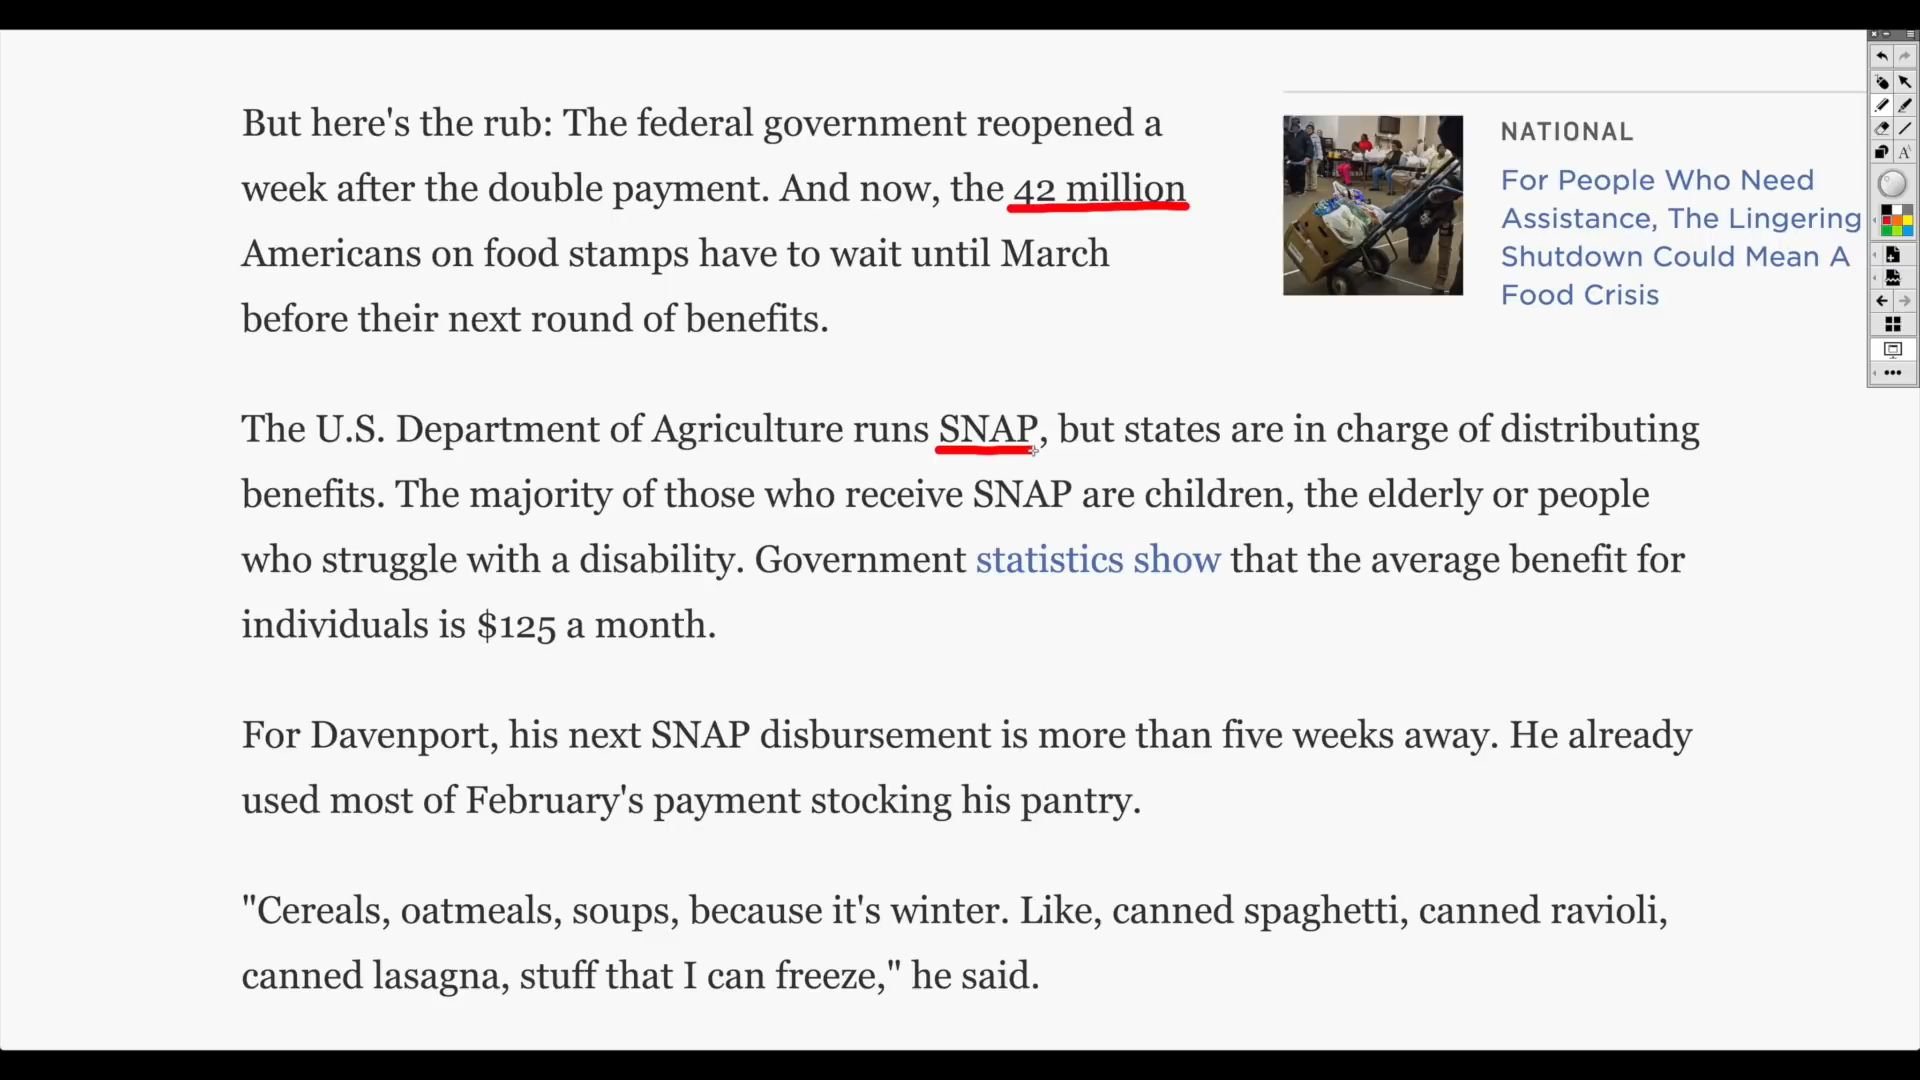 But here's the rub: The federal government reopened a
week after the double payment. And now, the 42 million
Americans on food stamps have to wait until March
before their next round of benefits.
NATIONAL
For People Who Need
Assistance, The Lingering
Shutdown Could Mean A
Food Crisis
The U.S. Department of Agriculture runs SNAP, but states are in charge of distributing
benefits. The majority of those who receive SNAP are children, the elderly or people
who struggle with a disability. Government statistics show that the average benefit for
individuals is $125 a month.
For Davenport, his next SNAP disbursement is more than five weeks away. He already
used most of February's payment stocking his pantry.
"Cereals, oatmeals, soups, because it's winter. Like, canned spaghetti, canned ravioli,
canned lasagna, stuff that I can freeze," he said.